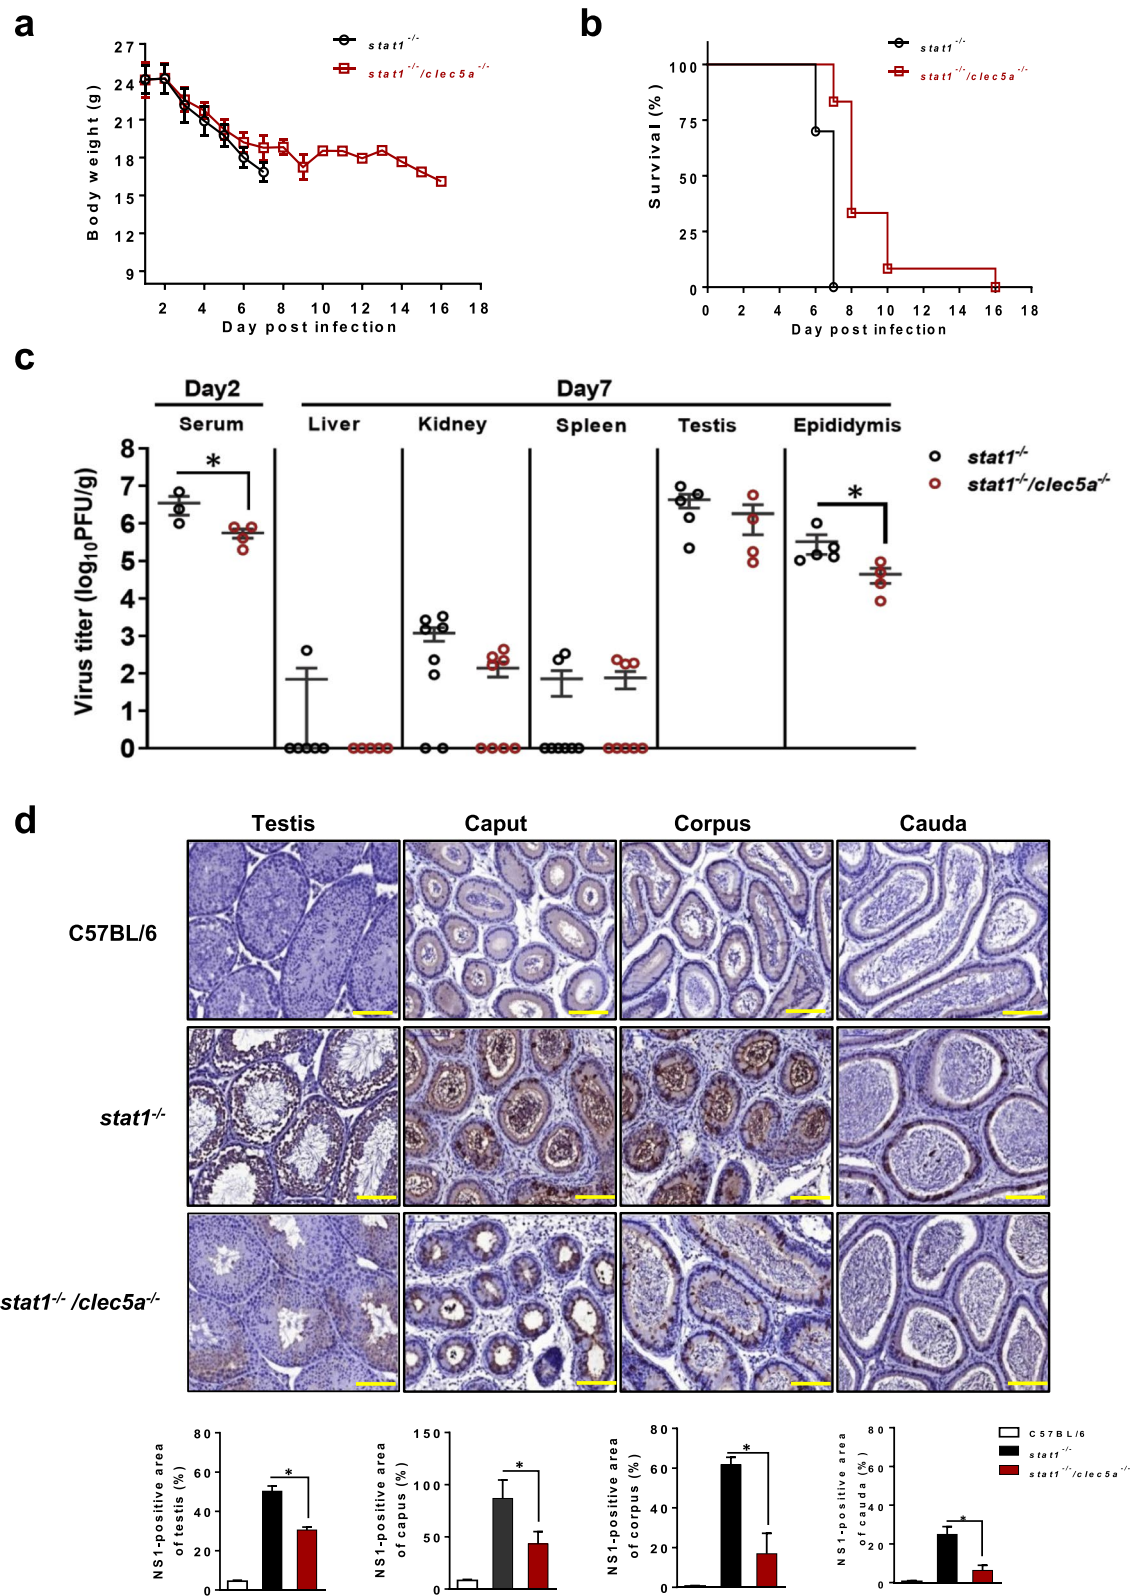 a
stat1-/-
stat1-/-/clec5a-/-
Body weight (g)
27
24
21
18
15
12
9
2 4 6 8 10 12 14 16 18
Day post infection
b
stat1-/-
stat1-/-/clec5a-/-
Survival (%)
100
75
50
25
0
0 2 4 6 8 10 12 14 16 18
Day post infection
c
Day2 Day7
Serum Liver Kidney Spleen Testis Epididymis
Virus titer (log10PFU/g)
8
7
6
5
4
3
2
1
0
*
*
stat1-/-
stat1-/-/clec5a-/-
d
Testis Caput Corpus Cauda
C57BL/6
stat1-/-
stat1-/- /clec5a-/-
NS1-positive area
of testis (%)
80
60
40
20
0
*
NS1-positive area
of capus (%)
150
100
50
0
*
NS1-positive area
of corpus (%)
80
60
40
20
0
*
NS1-positive area
of cauda (%)
80
60
40
20
0
*
C57BL/6
stat1-/-
stat1-/-/clec5a-/-